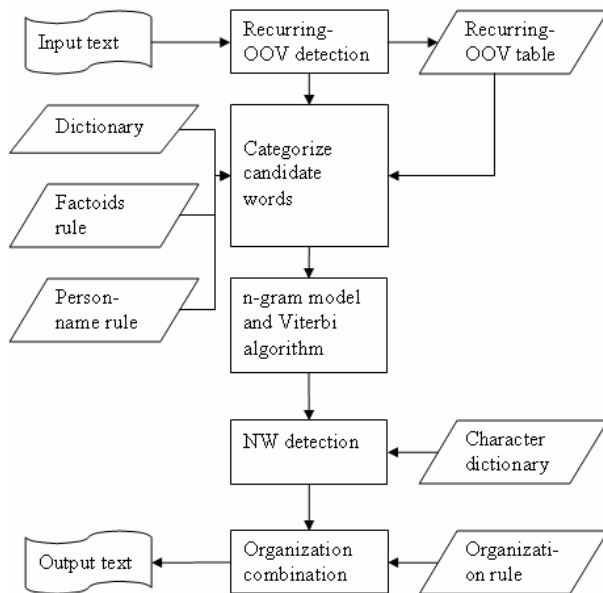 Input text
Recurring-
OOV detection
Recurring-
OOV table
Dictionary
Categorize
candidate
words
Factoids
rule
Person-
name rule
n-gram model
and Viterbi
algorithm
NW detection
Character
dictionary
Output text
Organization
combination
Organizati-
on rule